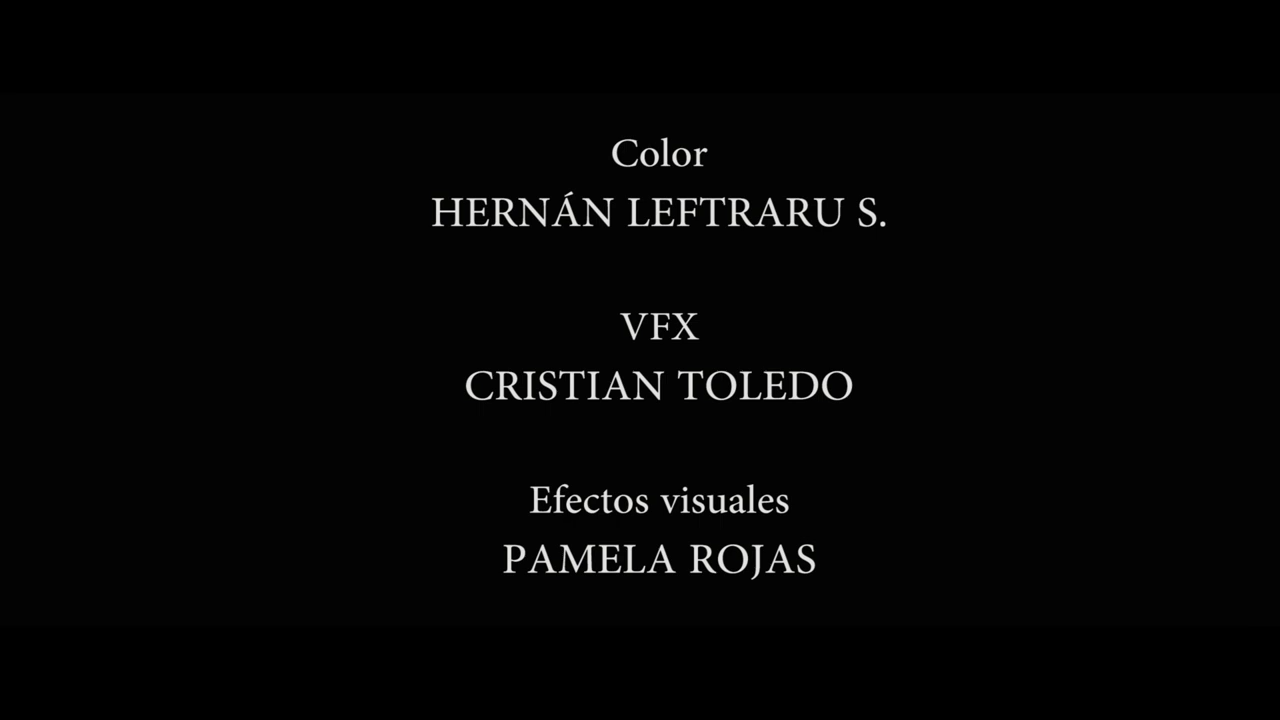 Color
HERNÁN LEFTRARU S.
VFX
CRISTIAN TOLEDO
Efectos visuales
PAMELA ROJAS